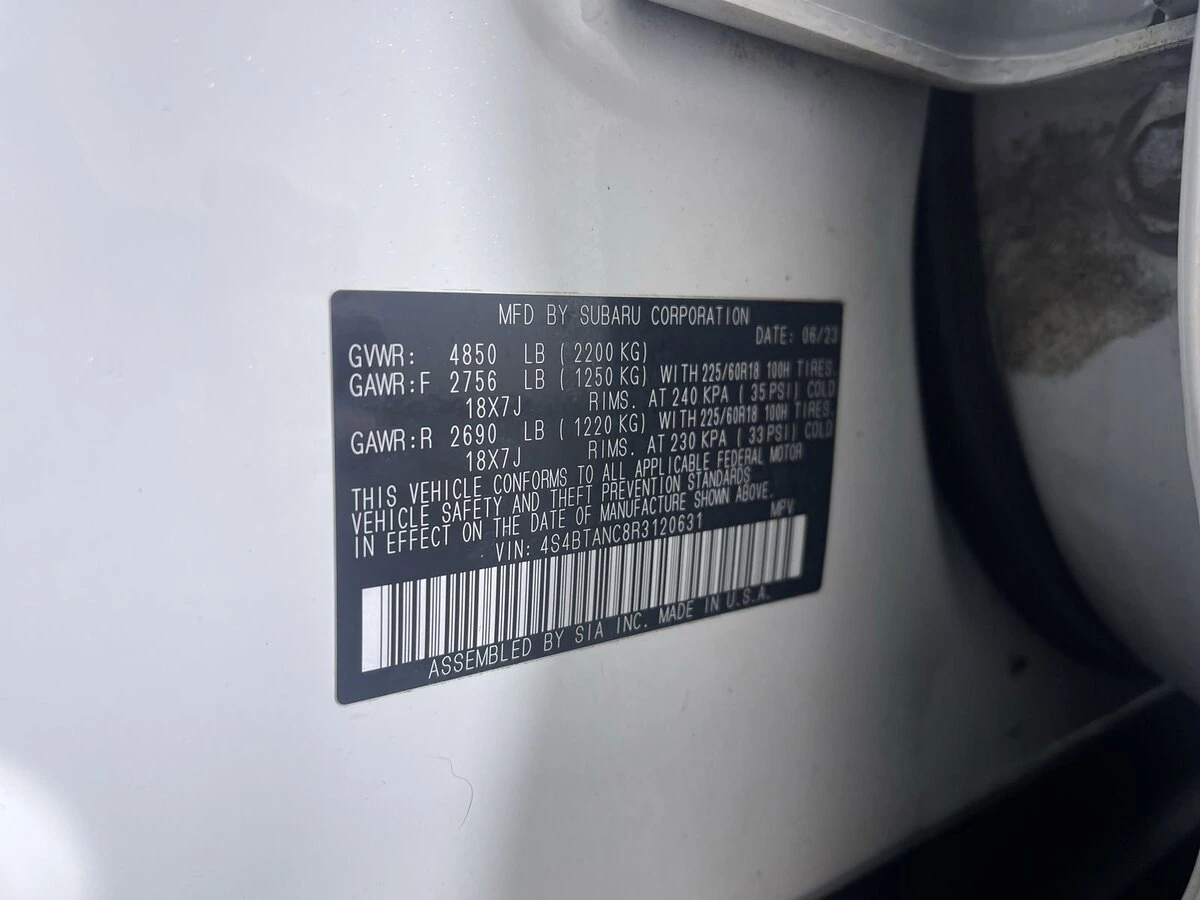 MFD BY SUBARU CORPORATION
DATE: 06/23
GVWR: 4850 LB ( 2200 KG)
GAWR:F 2756 LB ( 1250 KG) WITH 225/60R18 100H TIRES.
18X7J RIMS. AT 240 KPA ( 35 PSI) COLD
GAWR:R 2690 LB ( 1220 KG) WITH 225/60R18 100H TIRES.
18X7J RIMS. AT 230 KPA ( 33 PSI) COLD
THIS VEHICLE CONFORMS TO ALL APPLICABLE FEDERAL MOTOR
VEHICLE SAFETY AND THEFT PREVENTION STANDARDS
IN EFFECT ON THE DATE OF MANUFACTURE SHOWN ABOVE.
VIN: 4S4BTANC8R3120631 MPV
ASSEMBLED BY SIA INC. MADE IN U.S.A.